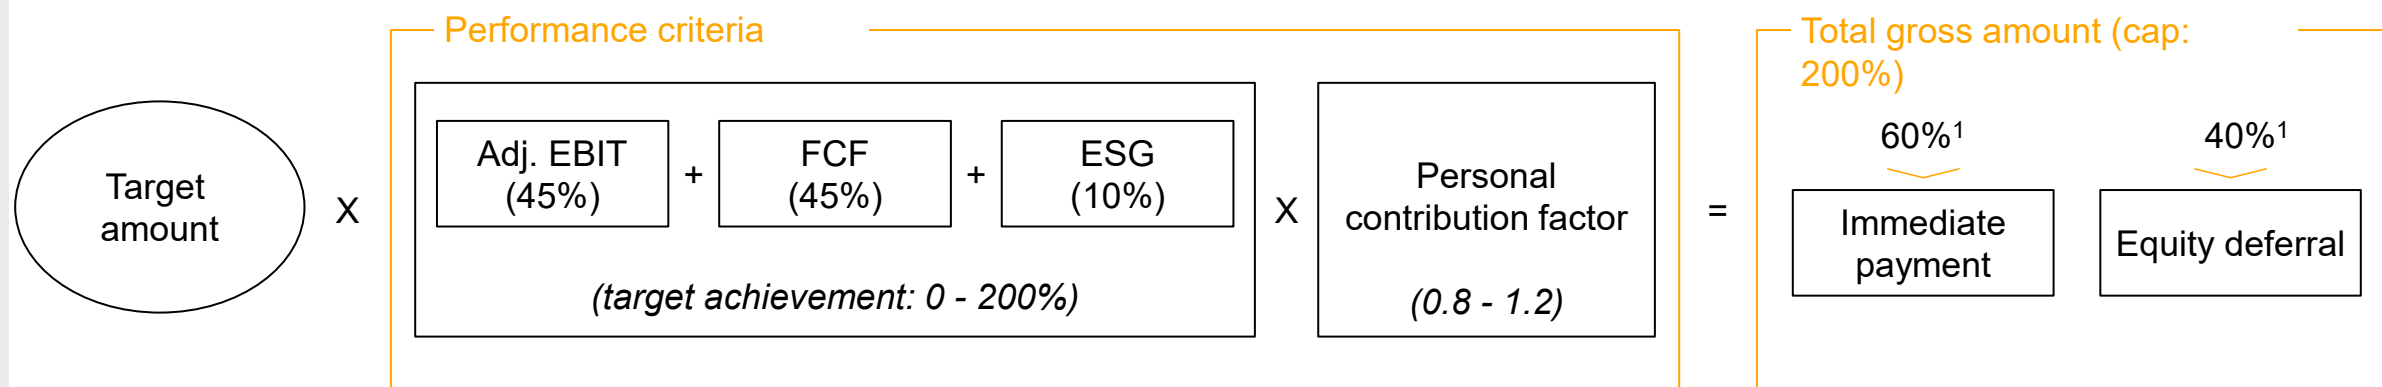 Performance criteria
Total gross amount (cap:
200%)
Target
amount
X
Adj. EBIT
(45%)
+
FCF
(45%)
+
ESG
(10%)
(target achievement: 0 - 200%)
X
Personal
contribution factor
(0.8 - 1.2)
=
60%¹
Immediate
payment
40%¹
Equity deferral